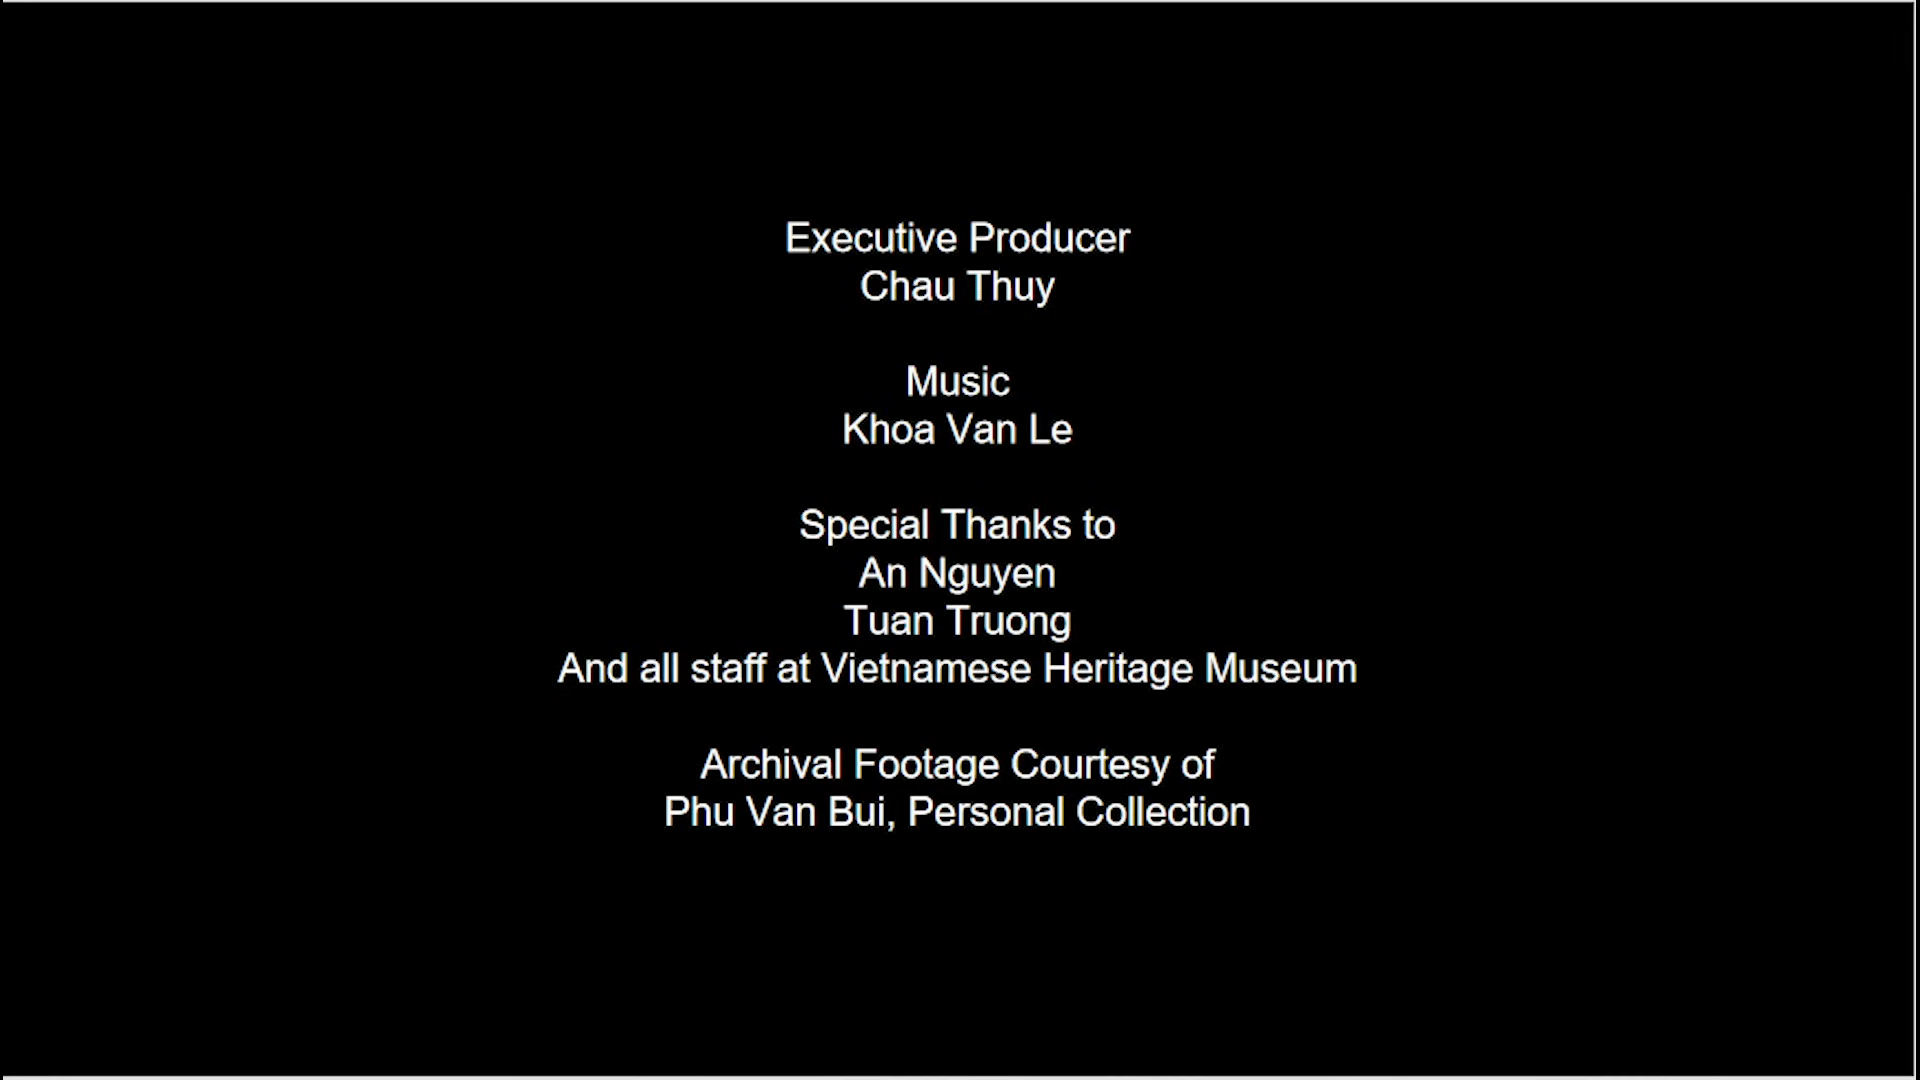 Executive Producer
Chau Thuy
Music
Khoa Van Le
Special Thanks to
An Nguyen
Tuan Truong
And all staff at Vietnamese Heritage Museum
Archival Footage Courtesy of
Phu Van Bui, Personal Collection